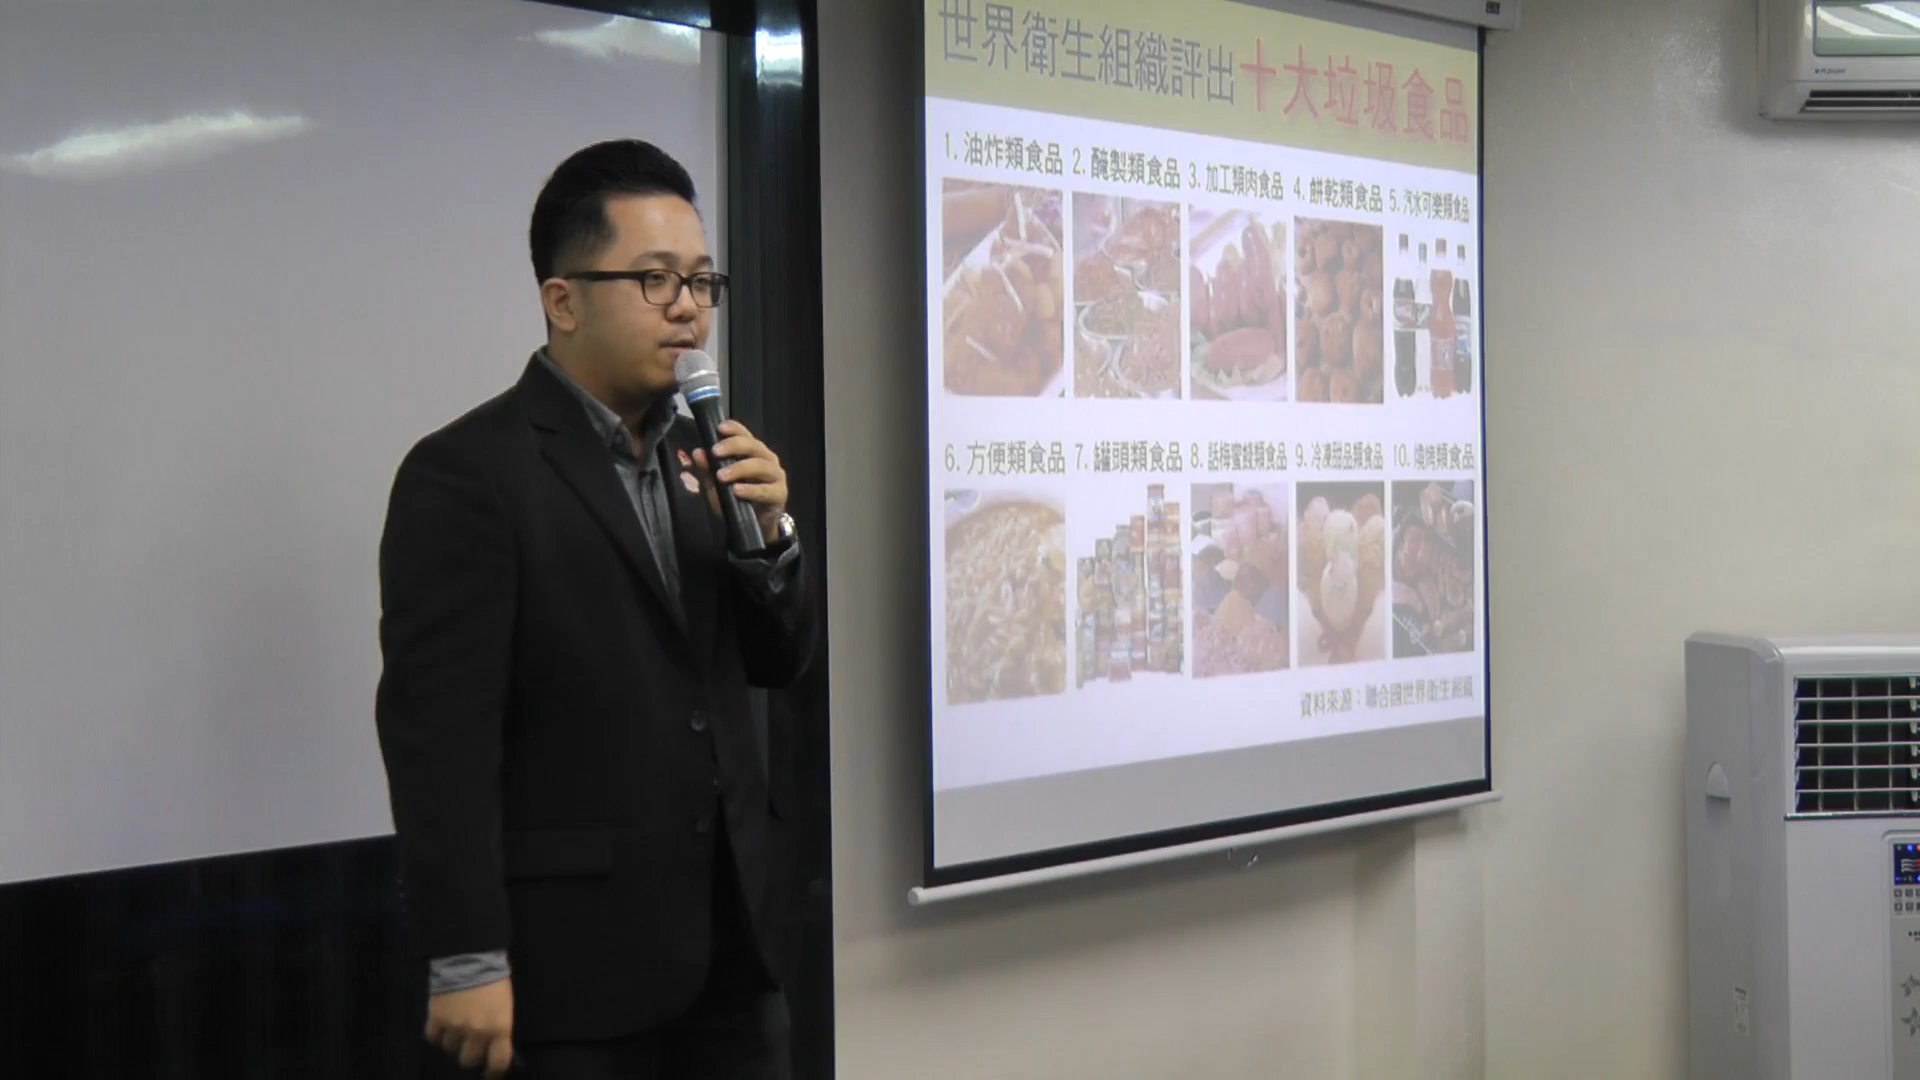 世界衛生組織評出十大垃圾食品
1. 油炸類食品 2. 醃製類食品 3. 加工類肉食品 4. 餅乾類食品 5. 汽水可樂類食品
6. 方便類食品 7. 罐頭類食品 8. 話梅蜜餞類食品 9. 冷凍甜品類食品 10. 燒烤類食品
資料來源：聯合國世界衛生組織